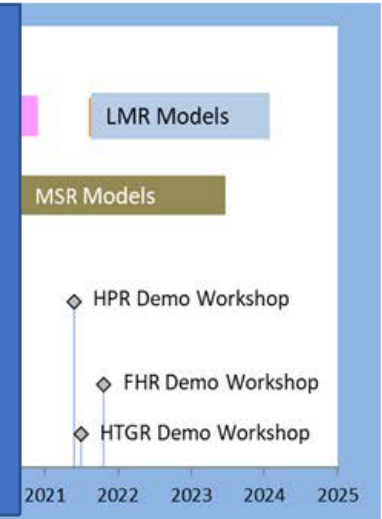 LMR Models
MSR Models
HPR Demo Workshop
FHR Demo Workshop
HTGR Demo Workshop
2021 2022 2023 2024 2025